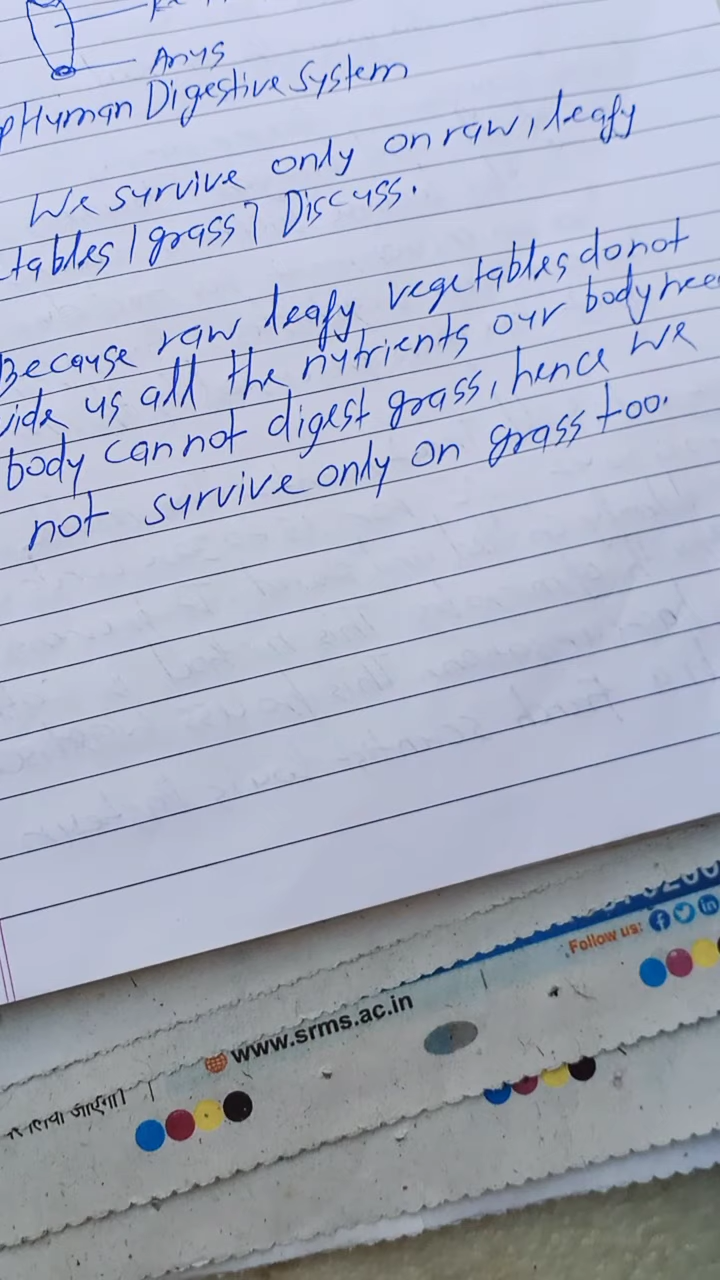 Anus
Human Digestive System
We survive only on raw, leafy
tables / grass? Discuss.
Because raw leafy vegetables do not
vide us all the nutrients our body nee
body cannot digest grass, hence we
not survive only on grass too.
Follow us:
www.srms.ac.in
जाएगा।